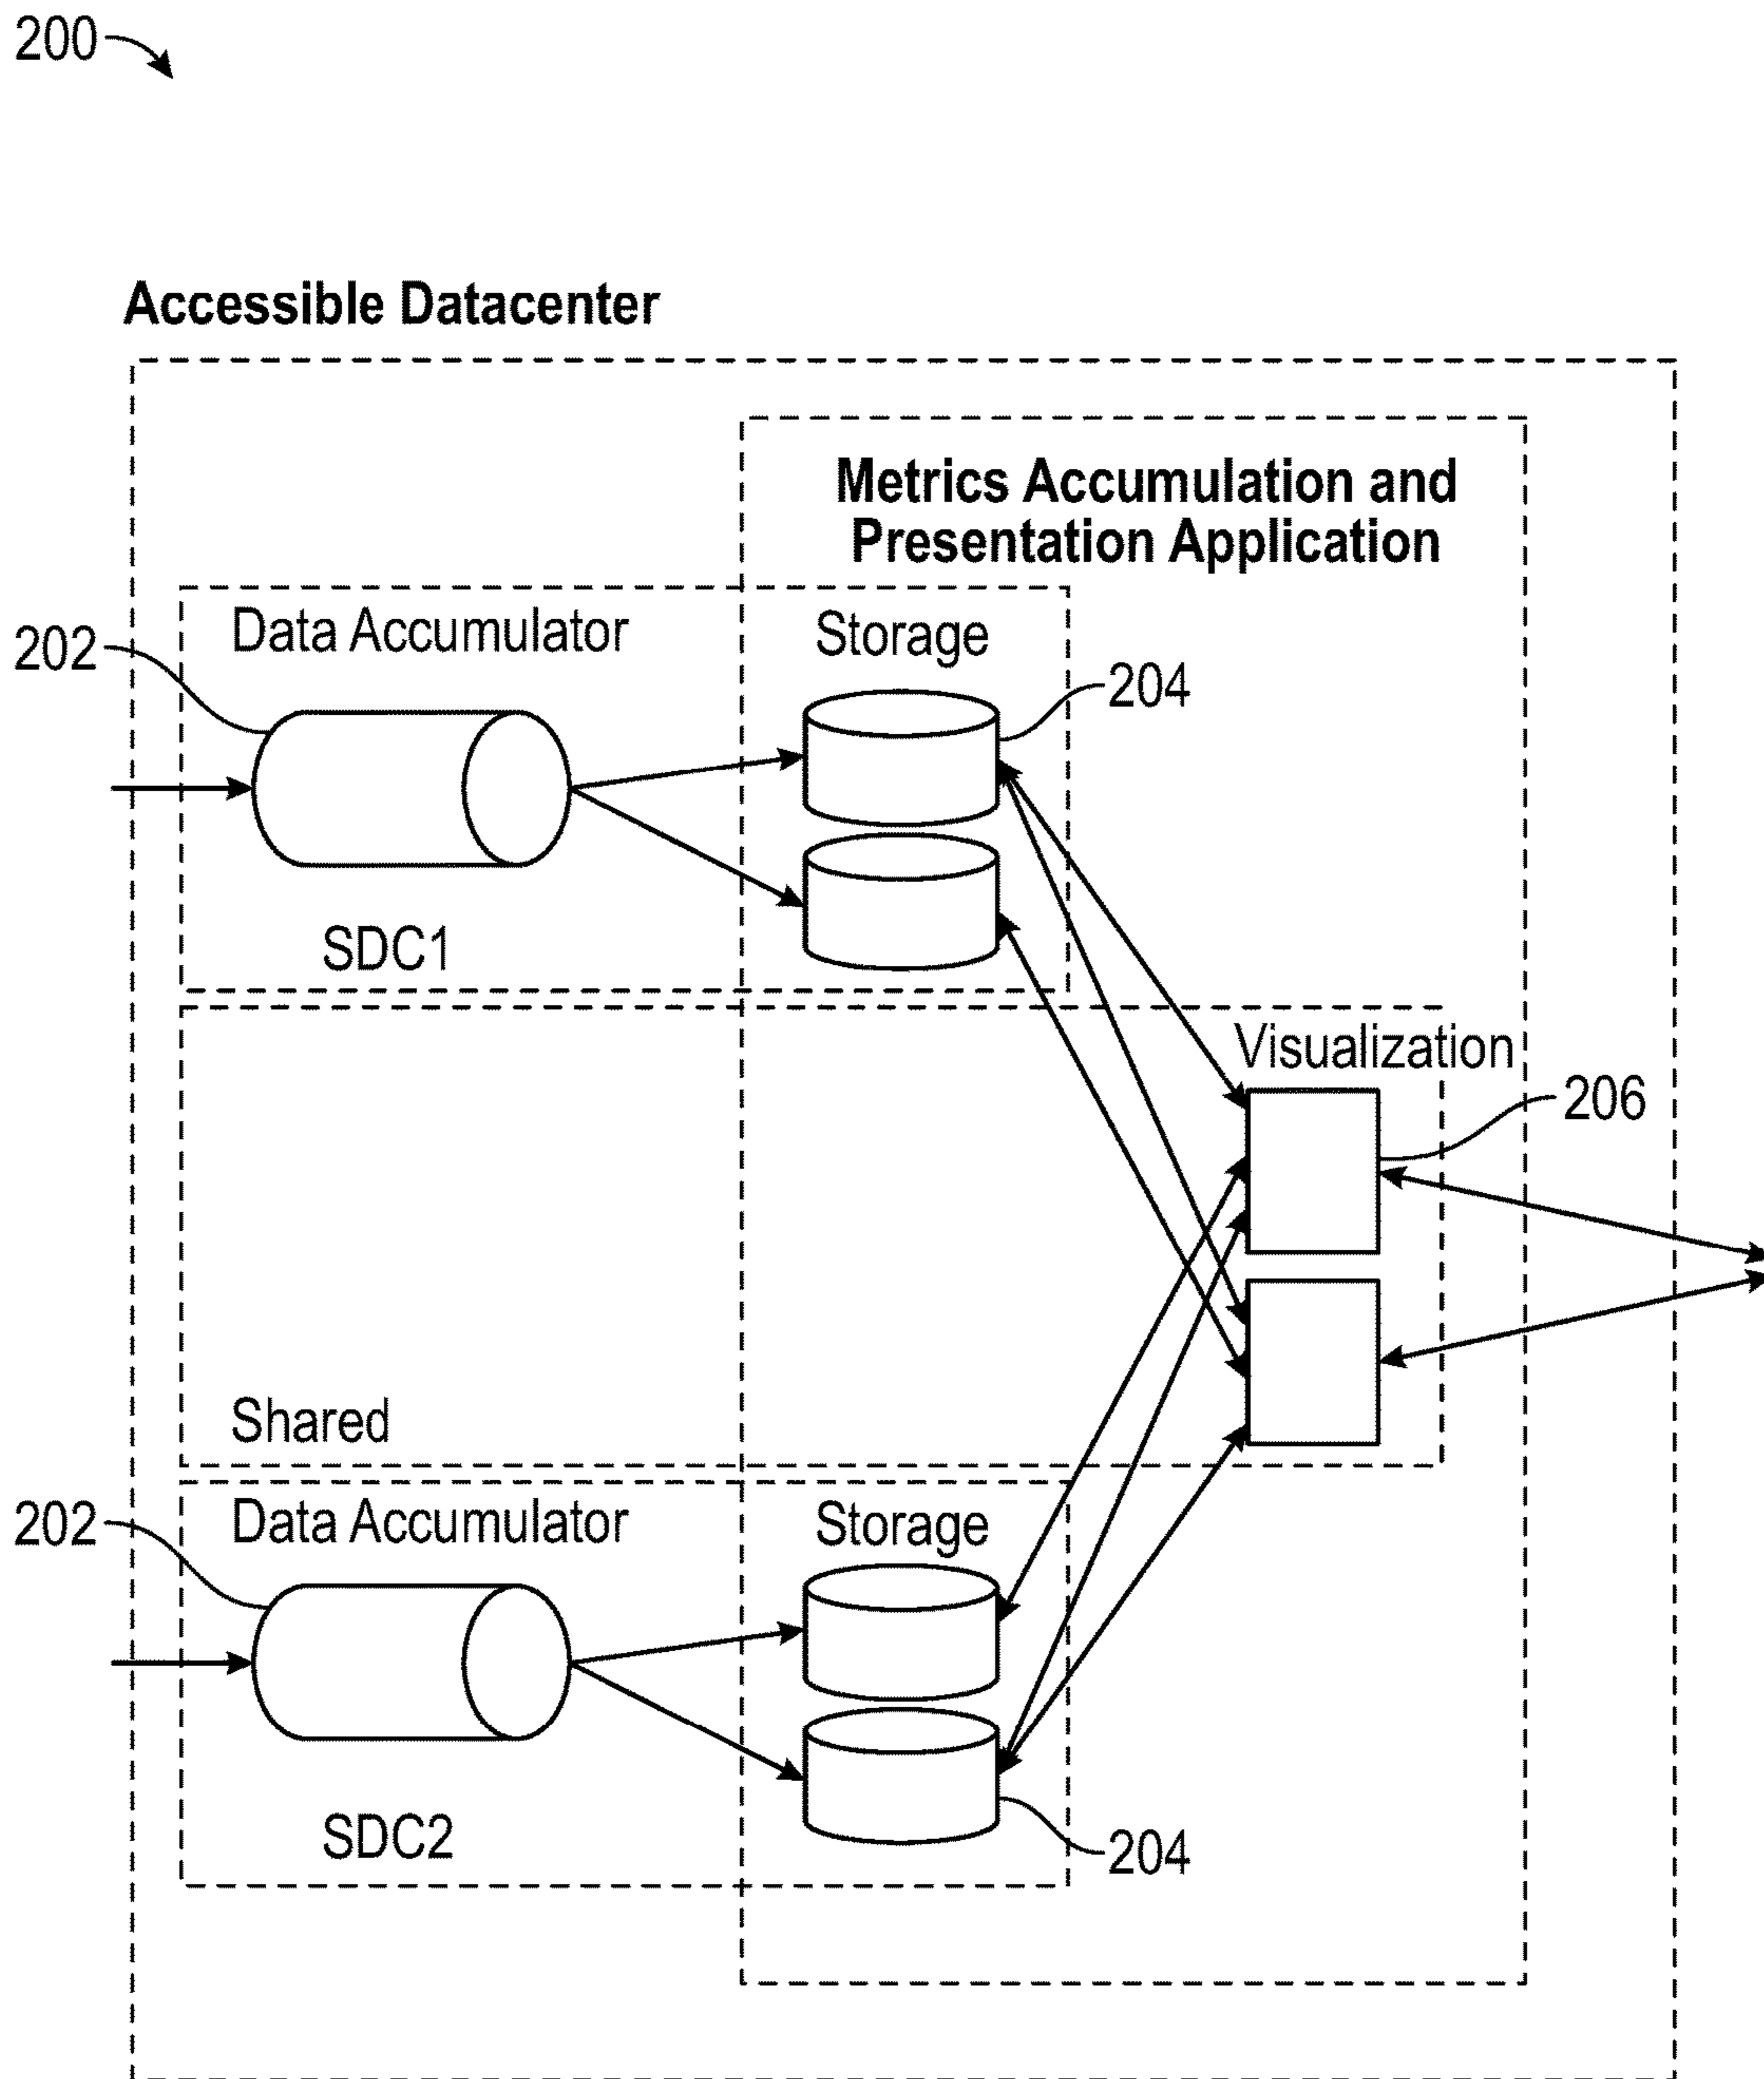 200
Accessible Datacenter
Metrics Accumulation and
Presentation Application
202
Data Accumulator
Storage
204
SDC1
Visualization
206
Shared
202
Data Accumulator
Storage
SDC2
204